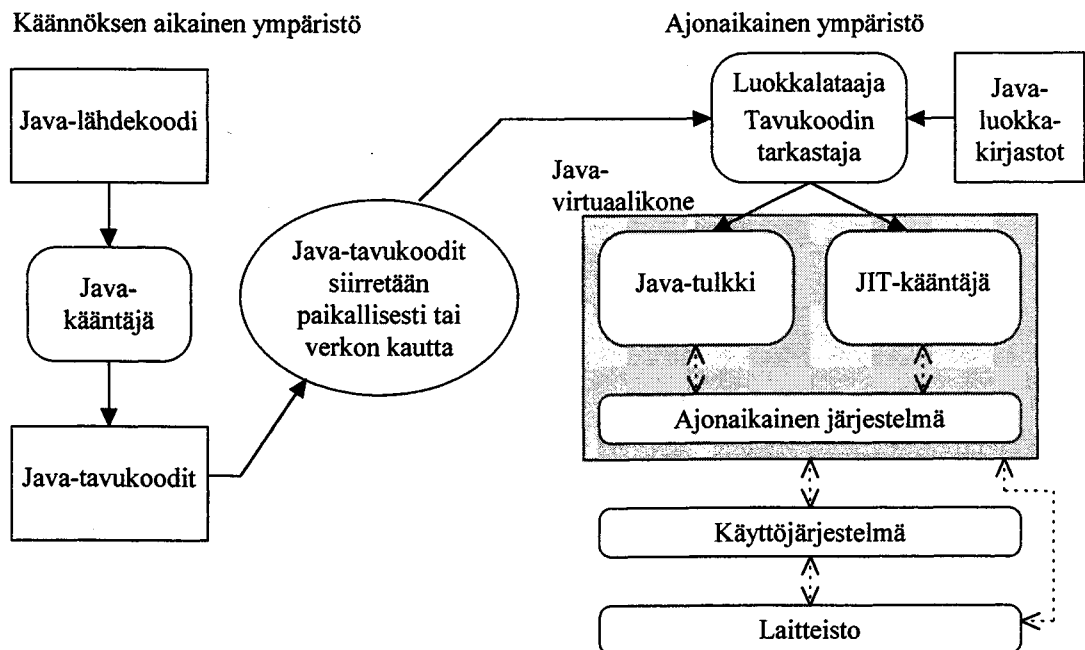 Käännöksen aikainen ympäristö
Java-lähdekoodi
Java-
kääntäjä
Java-tavukoodit
Java-tavukoodit
siirretään
paikallisesti tai
verkon kautta
Ajonaikainen ympäristö
Luokkalataaja
Tavukoodin
tarkastaja
Java-
luokka-
kirjastot
Java-
virtuaalikone
Java-tulkki
JIT-kääntäjä
Ajonaikainen järjestelmä
Käyttöjärjestelmä
Laitteisto